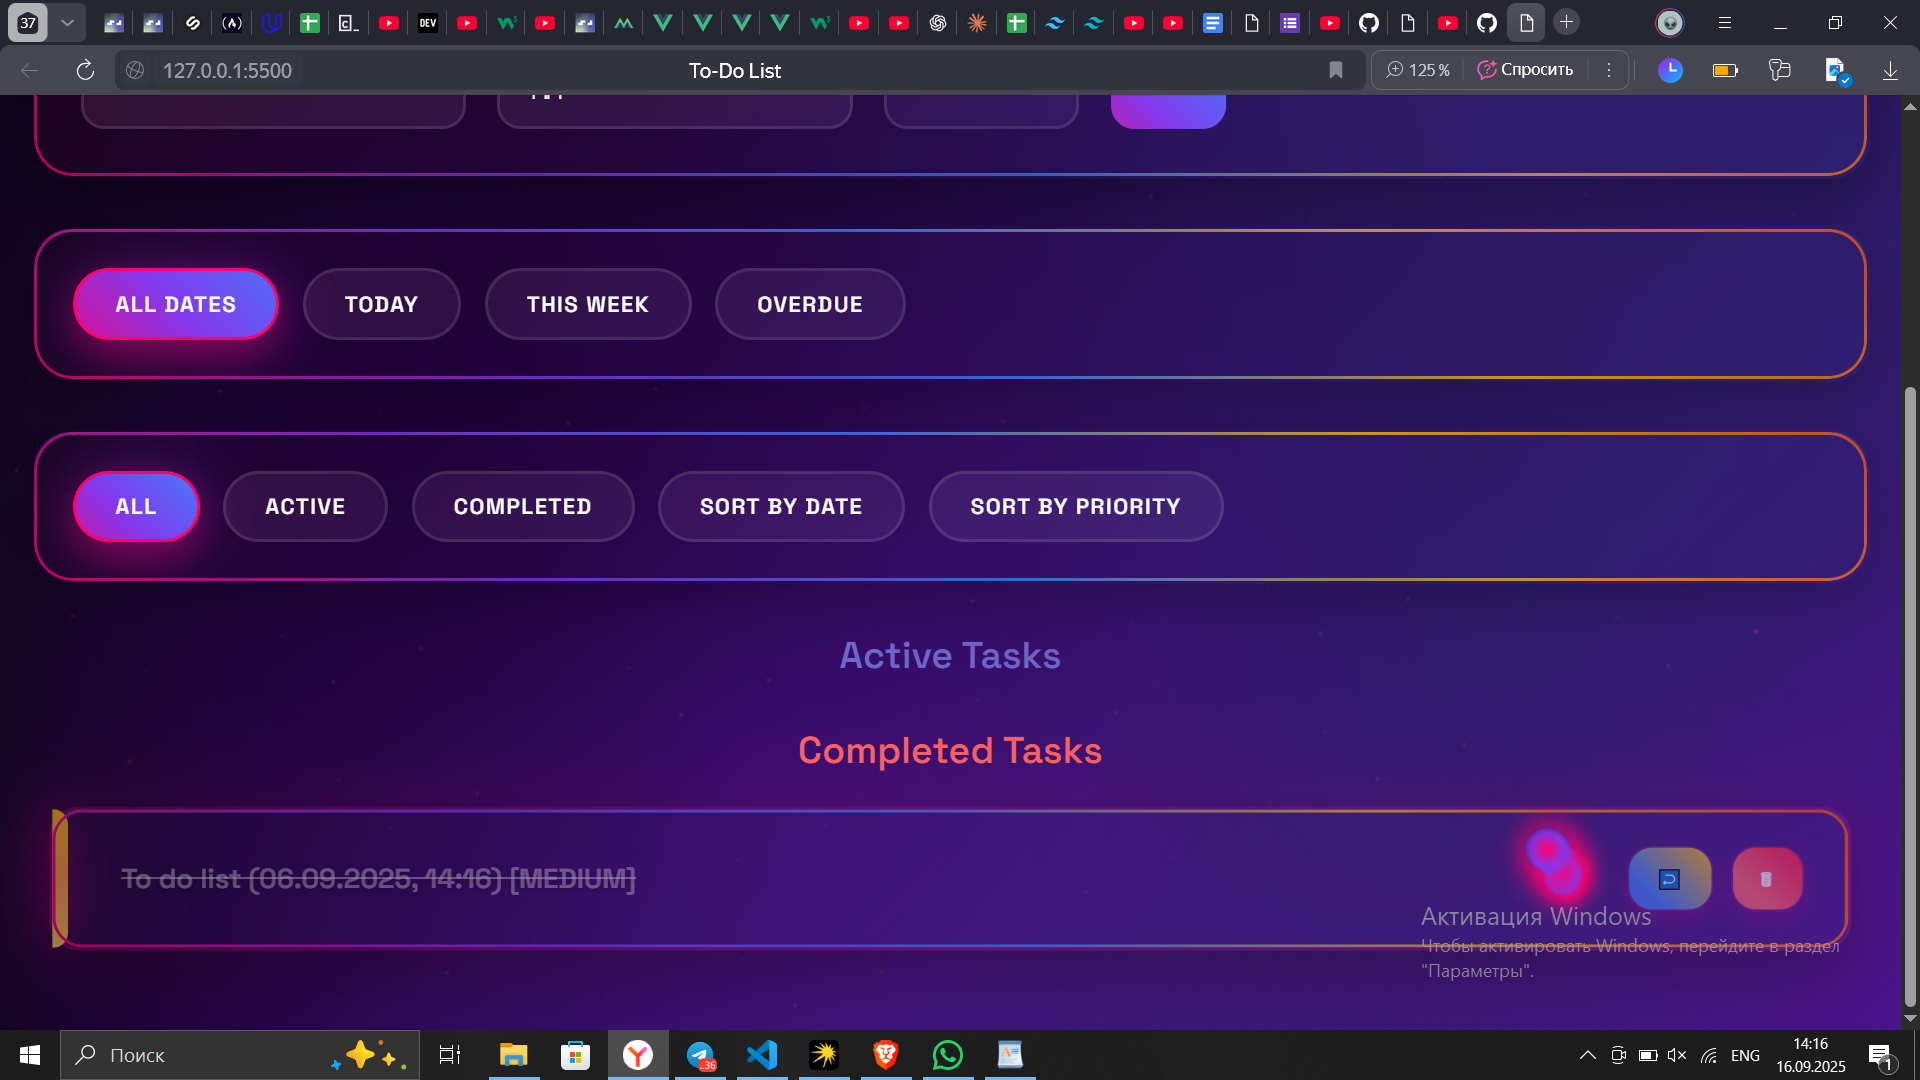 37
DEV
127.0.0.1:5500
To-Do List
125 %
Спросить
ALL DATES
TODAY
THIS WEEK
OVERDUE
ALL
ACTIVE
COMPLETED
SORT BY DATE
SORT BY PRIORITY
Active Tasks
Completed Tasks
To do list (06.09.2025, 14:16) [MEDIUM]
Активация Windows
Чтобы активировать Windows, перейдите в раздел
"Параметры".
Поиск
..36
ENG
14:16
16.09.2025
1